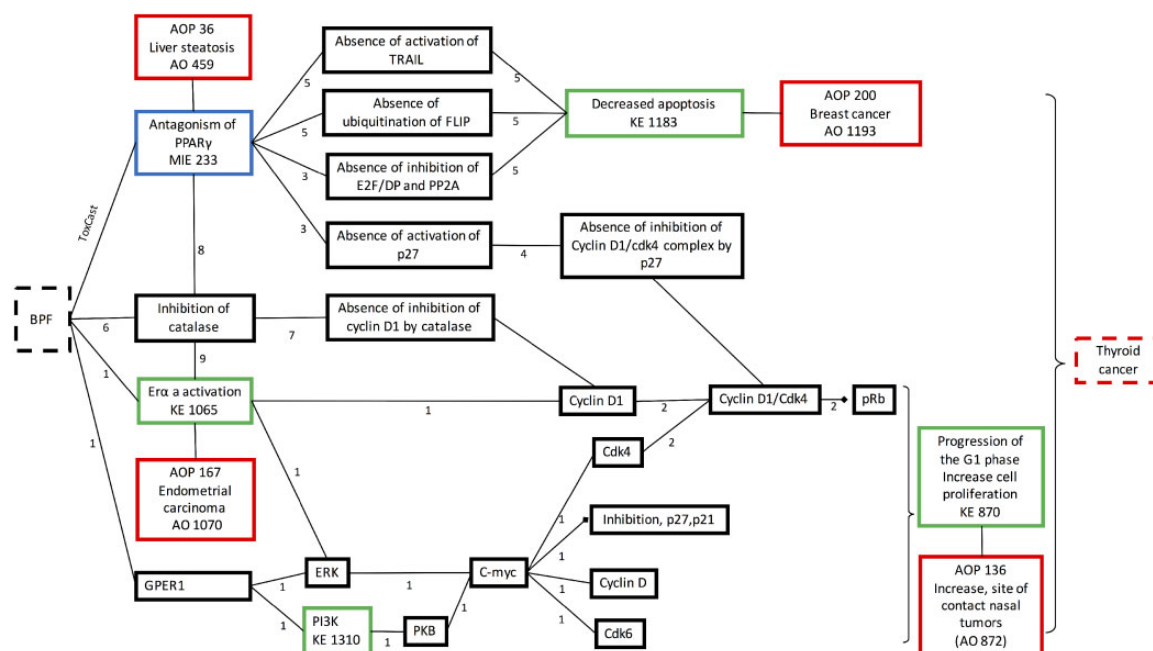 AOP 36
Liver steatosis
AO 459
Absence of activation of
TRAIL
5
5
Antagonism of
PPARγ
MIE 233
Absence of
ubiquitination of FLIP
5
5
Decreased apoptosis
KE 1183
AOP 200
Breast cancer
AO 1193
Absence of inhibition of
E2F/DP and PP2A
3
5
ToxCast
3
Absence of activation of
p27
4
Absence of inhibition of
Cyclin D1/cdk4 complex by
p27
8
BPF
6
Inhibition of
catalase
7
Absence of inhibition of
cyclin D1 by catalase
9
1
Erα a activation
KE 1065
1
Cyclin D1
2
Cyclin D1/Cdk4
2
pRb
Thyroid
cancer
1
1
Cdk4
2
AOP 167
Endometrial
carcinoma
AO 1070
Progression of
the G1 phase
Increase cell
proliferation
KE 870
1
Inhibition, p27,p21
1
GPER1
1
ERK
1
C-myc
1
Cyclin D
1
PI3K
KE 1310
1
PKB
1
1
Cdk6
AOP 136
Increase, site of
contact nasal
tumors
(AO 872)